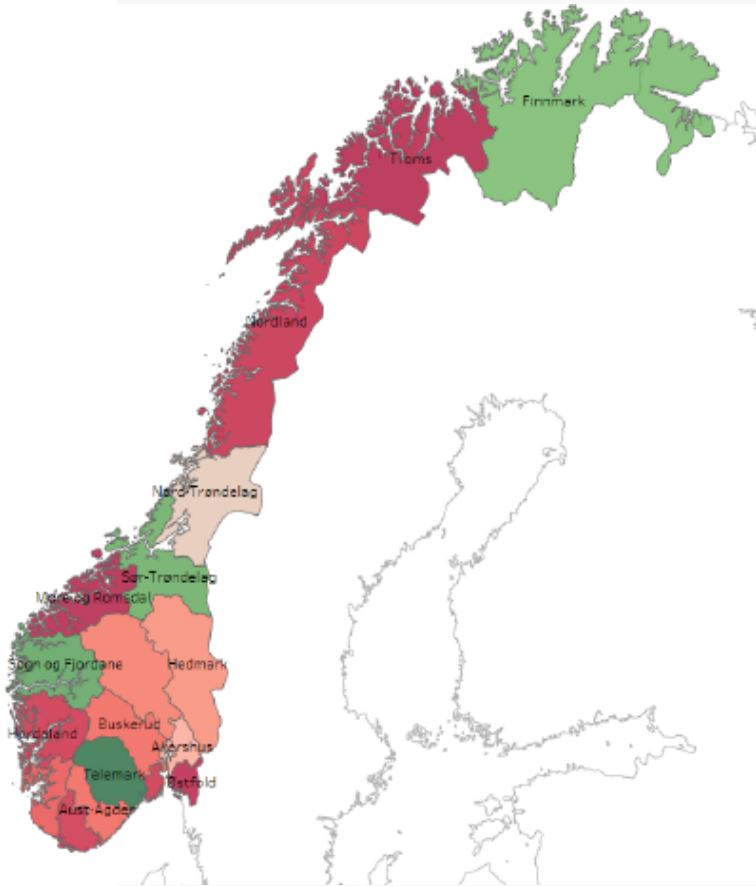 Finnmark
Troms
Nordland
Nord-Trøndelag
Sør-Trøndelag
Møre og Romsdal
Sogn og Fjordane
Hedmark
Buskerud
Hordaland
Akershus
Telemark
Østfold
Aust-Agder